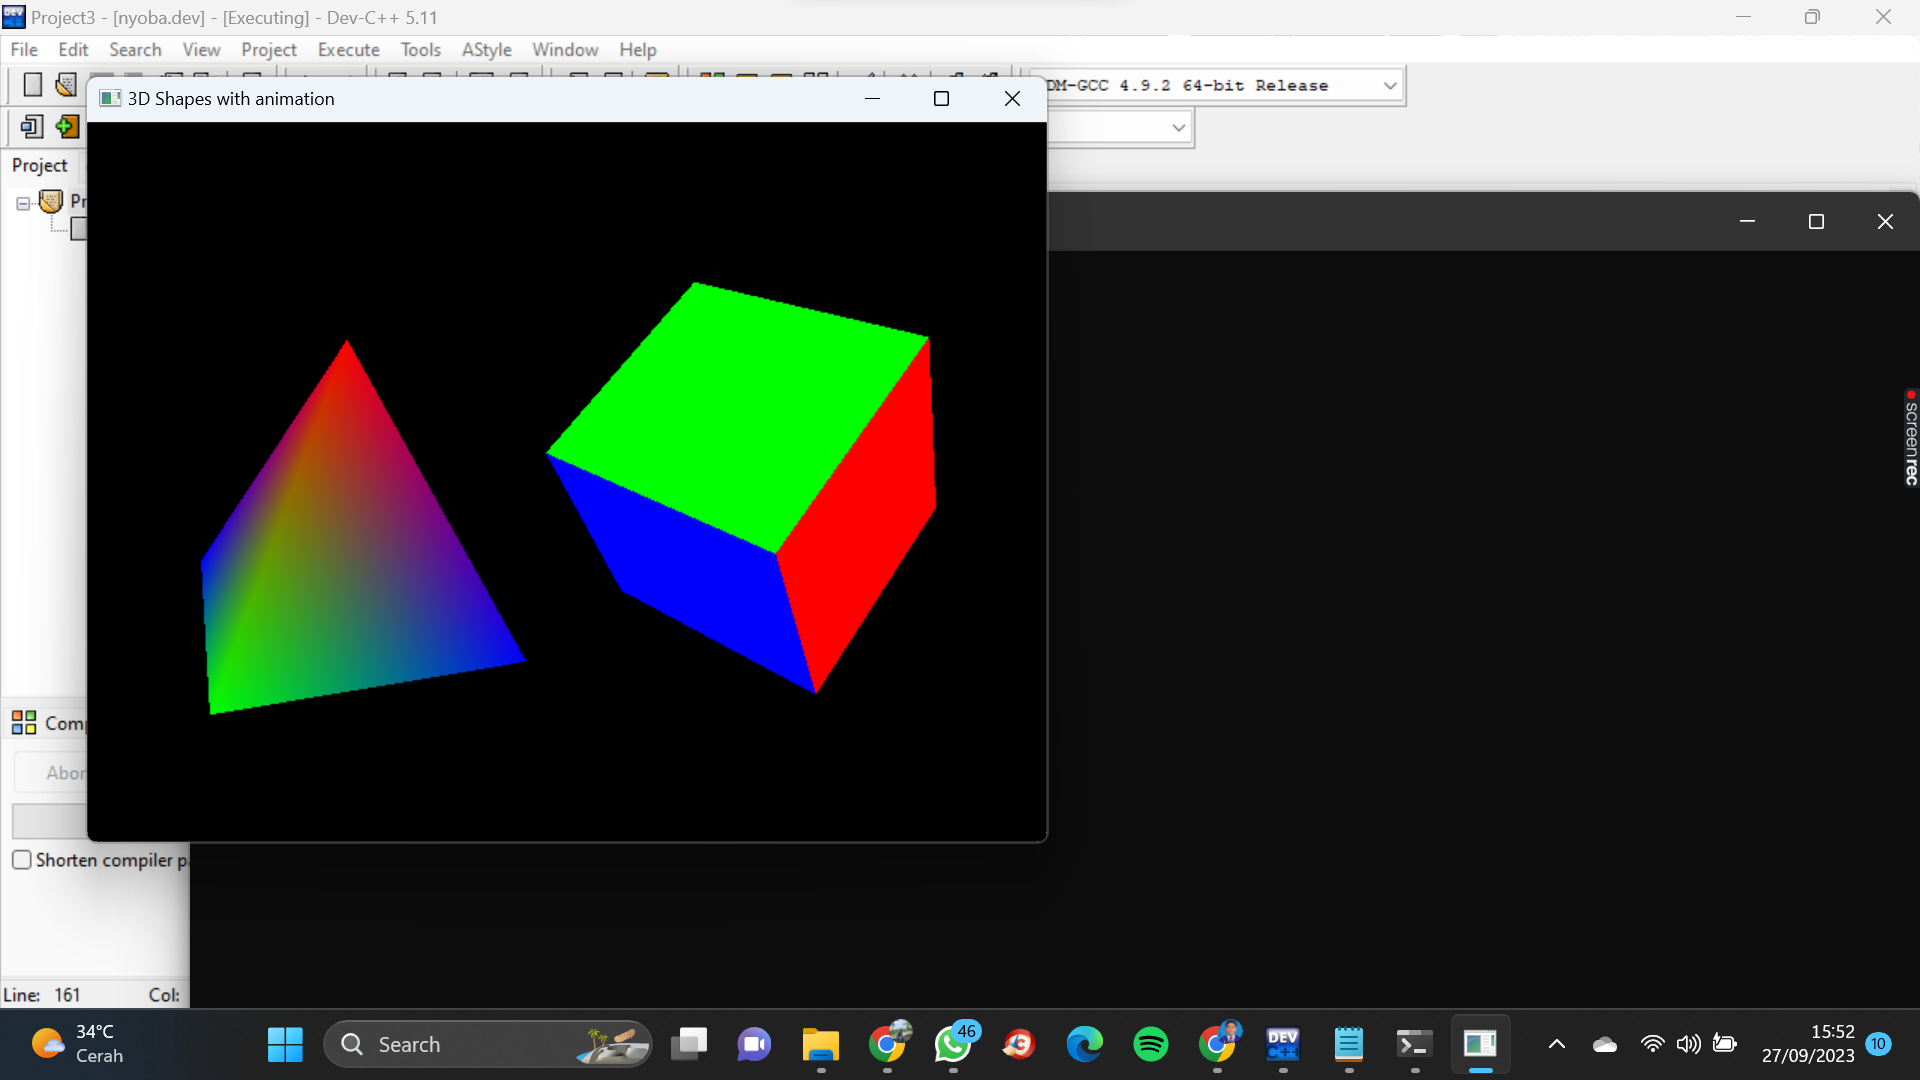 Project3 - [nyoba.dev] - [Executing] - Dev-C++ 5.11
File Edit Search View Project Execute Tools AStyle Window Help
3D Shapes with animation
DM-GCC 4.9.2 64-bit Release
Project
Pr
screenrec
Comp
Abor
Shorten compiler pa
Line: 161 Col:
34°C
Cerah
Search
46
DEV
C++
15:52
27/09/2023
10